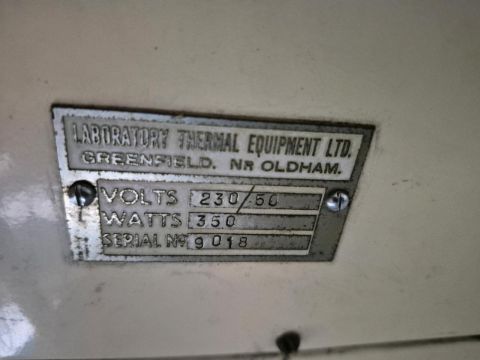 LABORATORY THERMAL EQUIPMENT LTD.
GREENFIELD. NR OLDHAM.
VOLTS 230/50
WATTS 350
SERIAL No 9018